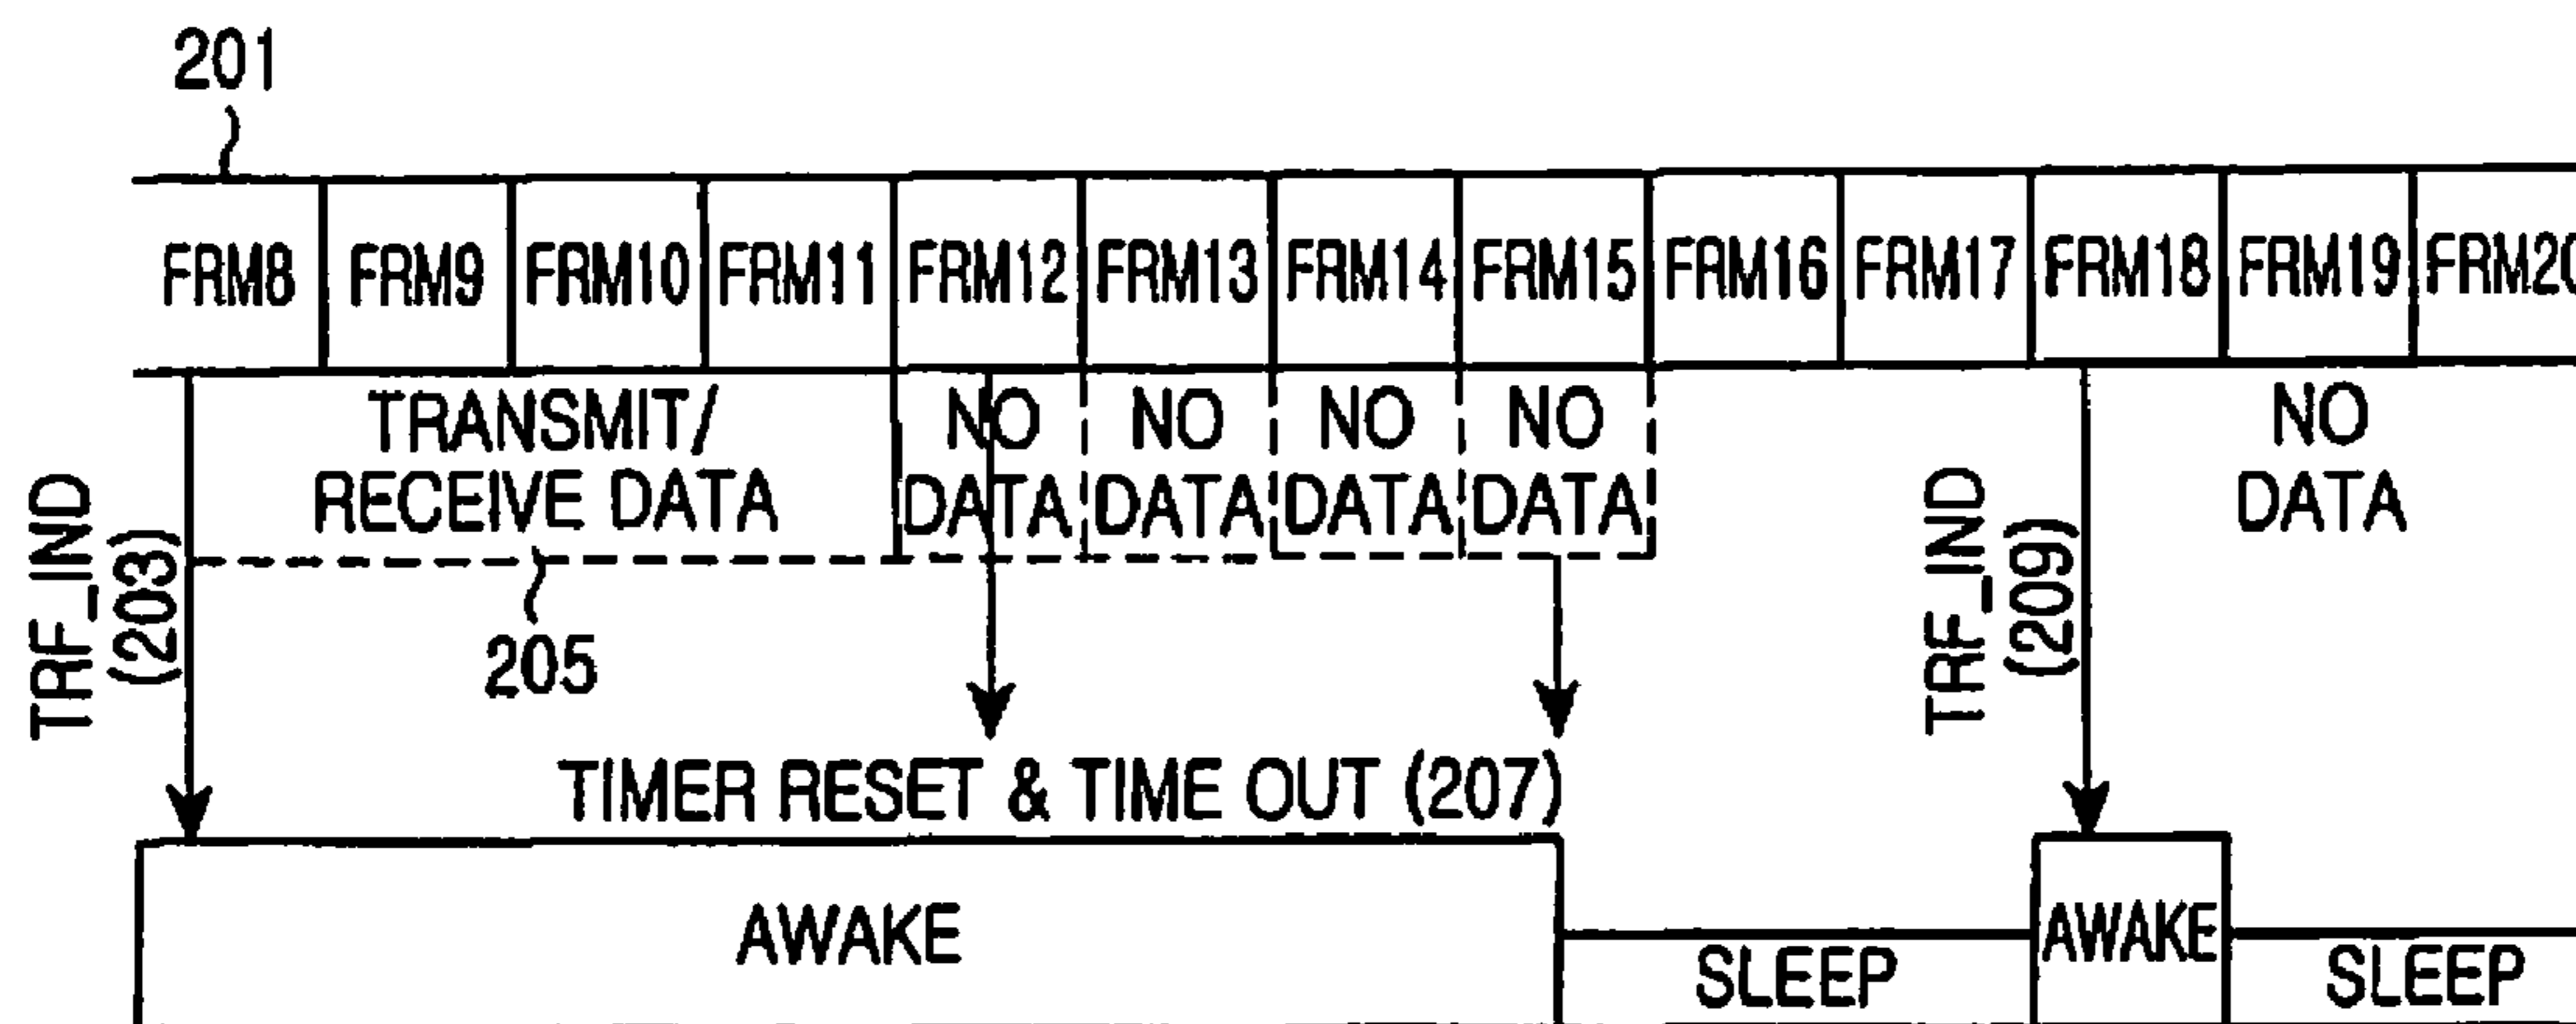 201
FRM8 FRM9 FRM10 FRM11 FRM12 FRM13 FRM14 FRM15 FRM16 FRM17 FRM18 FRM19
TRANSMIT/
RECEIVE DATA
NO
DATA
NO
DATA
NO
DATA
NO
DATA
NO
DATA
TRF_IND
(203)
205
TRF_IND
(209)
TIMER RESET & TIME OUT (207)
AWAKE
SLEEP
AWAKE
SLEEP